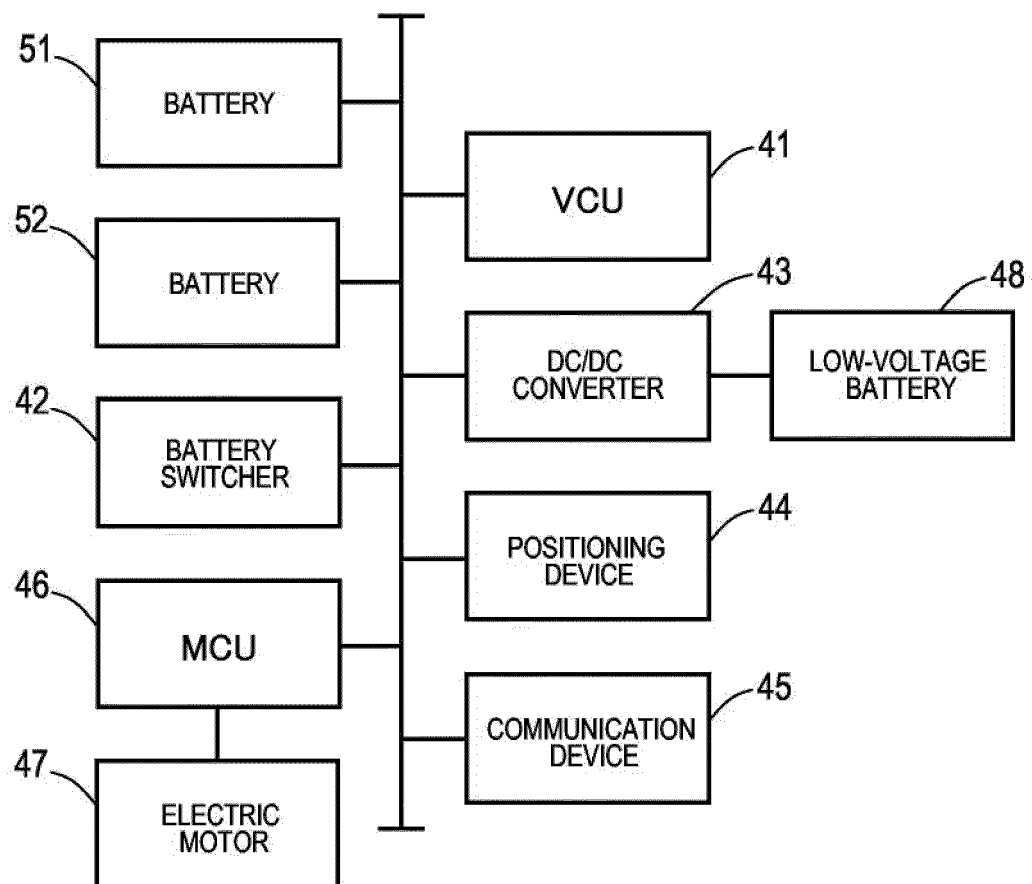 51
BATTERY
41
VCU
52
BATTERY
43
DC/DC
CONVERTER
48
LOW-VOLTAGE
BATTERY
42
BATTERY
SWITCHER
44
POSITIONING
DEVICE
46
MCU
45
COMMUNICATION
DEVICE
47
ELECTRIC
MOTOR